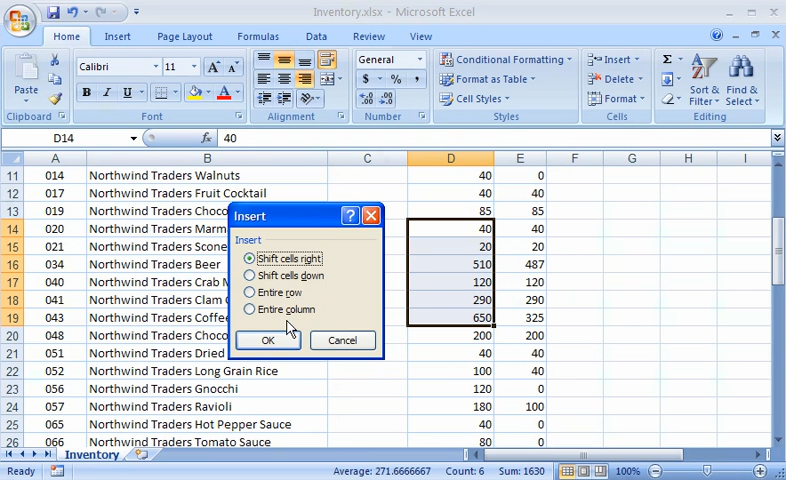 Inventory.xlsx - Microsoft Excel
Home Insert Page Layout Formulas Data Review View
Paste
Calibri 11
B I U
A A
General
$ % ,
Conditional Formatting
Format as Table
Cell Styles
Insert
Delete
Format
Σ
Sort & Filter
Find & Select
Clipboard Font Alignment Number Styles Cells Editing
D14 fx 40
A B C D E F G H I
11 014 Northwind Traders Walnuts 40 0
12 017 Northwind Traders Fruit Cocktail 40 40
13 019 Northwind Traders Choco 85 85
14 020 Northwind Traders Marm 40 40
15 021 Northwind Traders Scone 20 20
16 034 Northwind Traders Beer 510 487
17 040 Northwind Traders Crab M 120 120
18 041 Northwind Traders Clam C 290 290
19 043 Northwind Traders Coffee 650 325
20 048 Northwind Traders Choco 200 200
21 051 Northwind Traders Dried 40 40
22 052 Northwind Traders Long Grain Rice 100 40
23 056 Northwind Traders Gnocchi 120 0
24 057 Northwind Traders Ravioli 180 100
25 065 Northwind Traders Hot Pepper Sauce 40 0
26 066 Northwind Traders Tomato Sauce 80 0
Insert
Insert
Shift cells right
Shift cells down
Entire row
Entire column
OK Cancel
Inventory
Ready Average: 271.6666667 Count: 6 Sum: 1630 100%